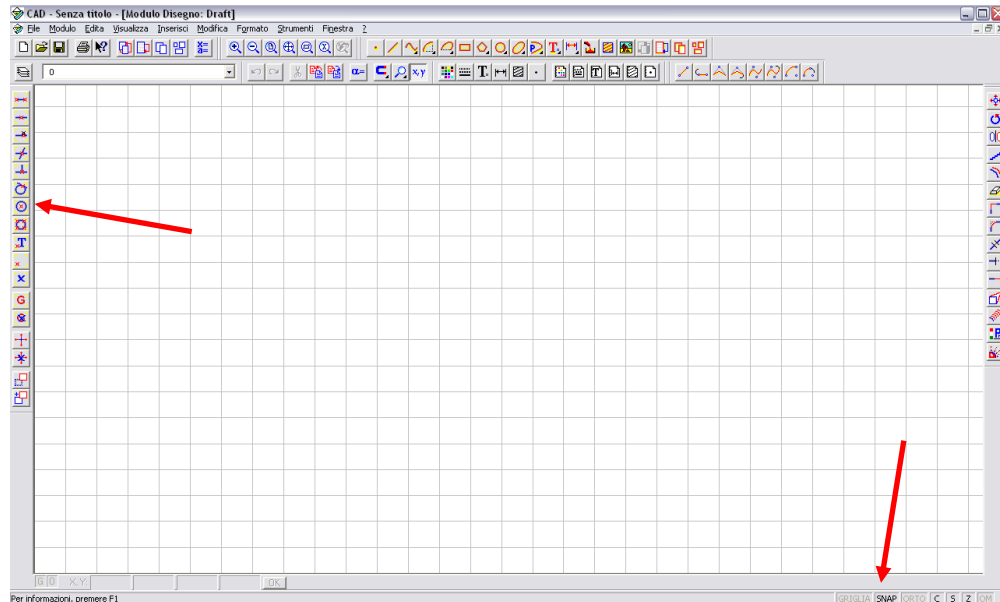 CAD - Senza titolo - [Modulo Disegno: Draft]
File Modulo Edita Visualizza Inserisci Modifica Formato Strumenti Finestra ?
0 α= x,y T.
T
G
G O X,Y: OK
Per informazioni, premere F1 GRIGLIA SNAP ORTO C S Z OM